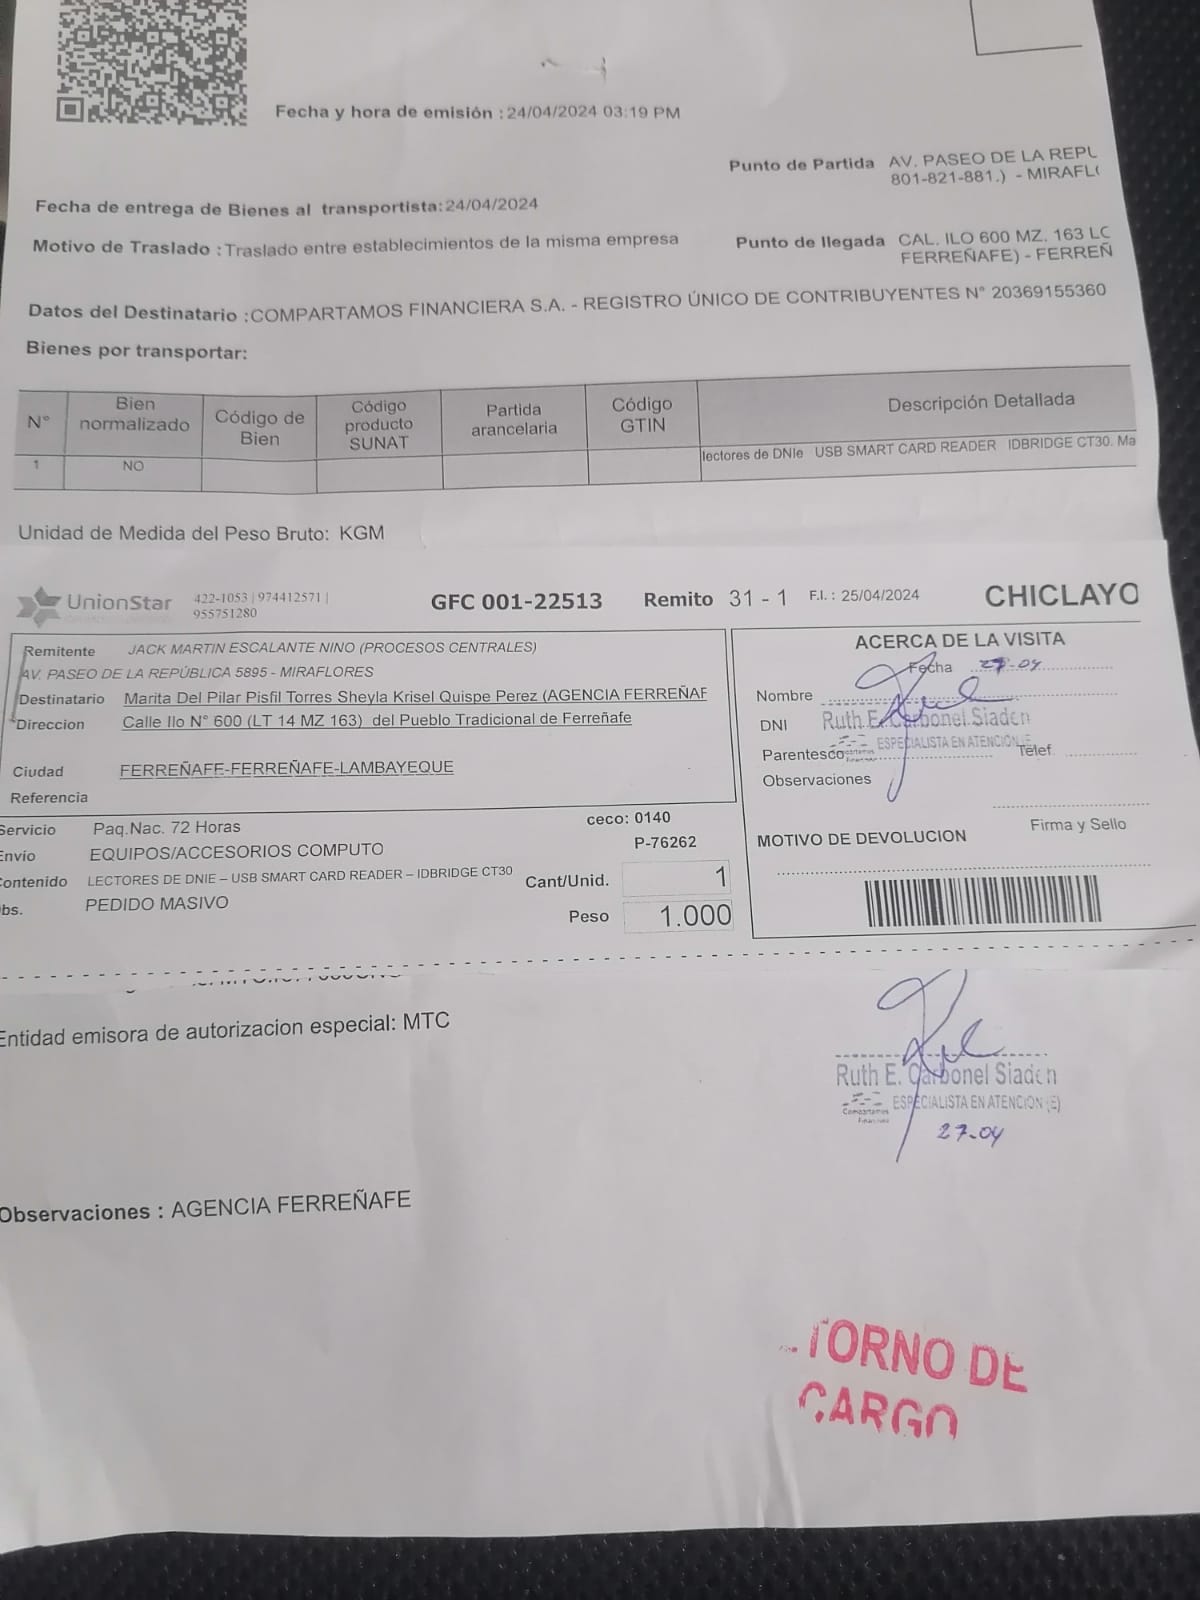 Fecha y hora de emisión : 24/04/2024 03:19 PM
Punto de Partida AV. PASEO DE LA REPU
801-821-881.) - MIRAFLO
Fecha de entrega de Bienes al transportista: 24/04/2024
Motivo de Traslado : Traslado entre establecimientos de la misma empresa
Punto de llegada CAL. ILO 600 MZ. 163 LO
FERREÑAFE) - FERREÑ
Datos del Destinatario : COMPARTAMOS FINANCIERA S.A. - REGISTRO ÚNICO DE CONTRIBUYENTES N° 20369155360
Bienes por transportar:
N° Bien normalizado Código de Bien Código producto SUNAT Partida arancelaria Código GTIN Descripción Detallada
1 NO lectores de DNIe USB SMART CARD READER IDBRIDGE CT30. Ma
Unidad de Medida del Peso Bruto: KGM
UnionStar 422-1053 | 974412571 |
955751280
GFC 001-22513 Remito 31 - 1 F.I. : 25/04/2024 CHICLAYO
Remitente JACK MARTIN ESCALANTE NINO (PROCESOS CENTRALES)
AV. PASEO DE LA REPÚBLICA 5895 - MIRAFLORES
Destinatario Marita Del Pilar Pisfil Torres Sheyla Krisel Quispe Perez (AGENCIA FERREÑAF
Direccion Calle Ilo N° 600 (LT 14 MZ 163) del Pueblo Tradicional de Ferreñafe
Ciudad FERREÑAFE-FERREÑAFE-LAMBAYEQUE
Referencia
Servicio Paq.Nac. 72 Horas
ceco: 0140
Envío EQUIPOS/ACCESORIOS COMPUTO
P-76262
Contenido LECTORES DE DNIE – USB SMART CARD READER – IDBRIDGE CT30
Cant/Unid. 1
bs. PEDIDO MASIVO
Peso 1.000
ACERCA DE LA VISITA
Fecha 27-04
Nombre
DNI Ruth E. Carbonel Siaden
ESPECIALISTA EN ATENCIÓN (E)
Parentesco Telef
Observaciones
Firma y Sello
MOTIVO DE DEVOLUCION
Entidad emisora de autorizacion especial: MTC
Ruth E. Carbonel Siaden
Compartamos Financiera ESPECIALISTA EN ATENCIÓN (E)
27-04
Observaciones : AGENCIA FERREÑAFE
TORNO DE
CARGO